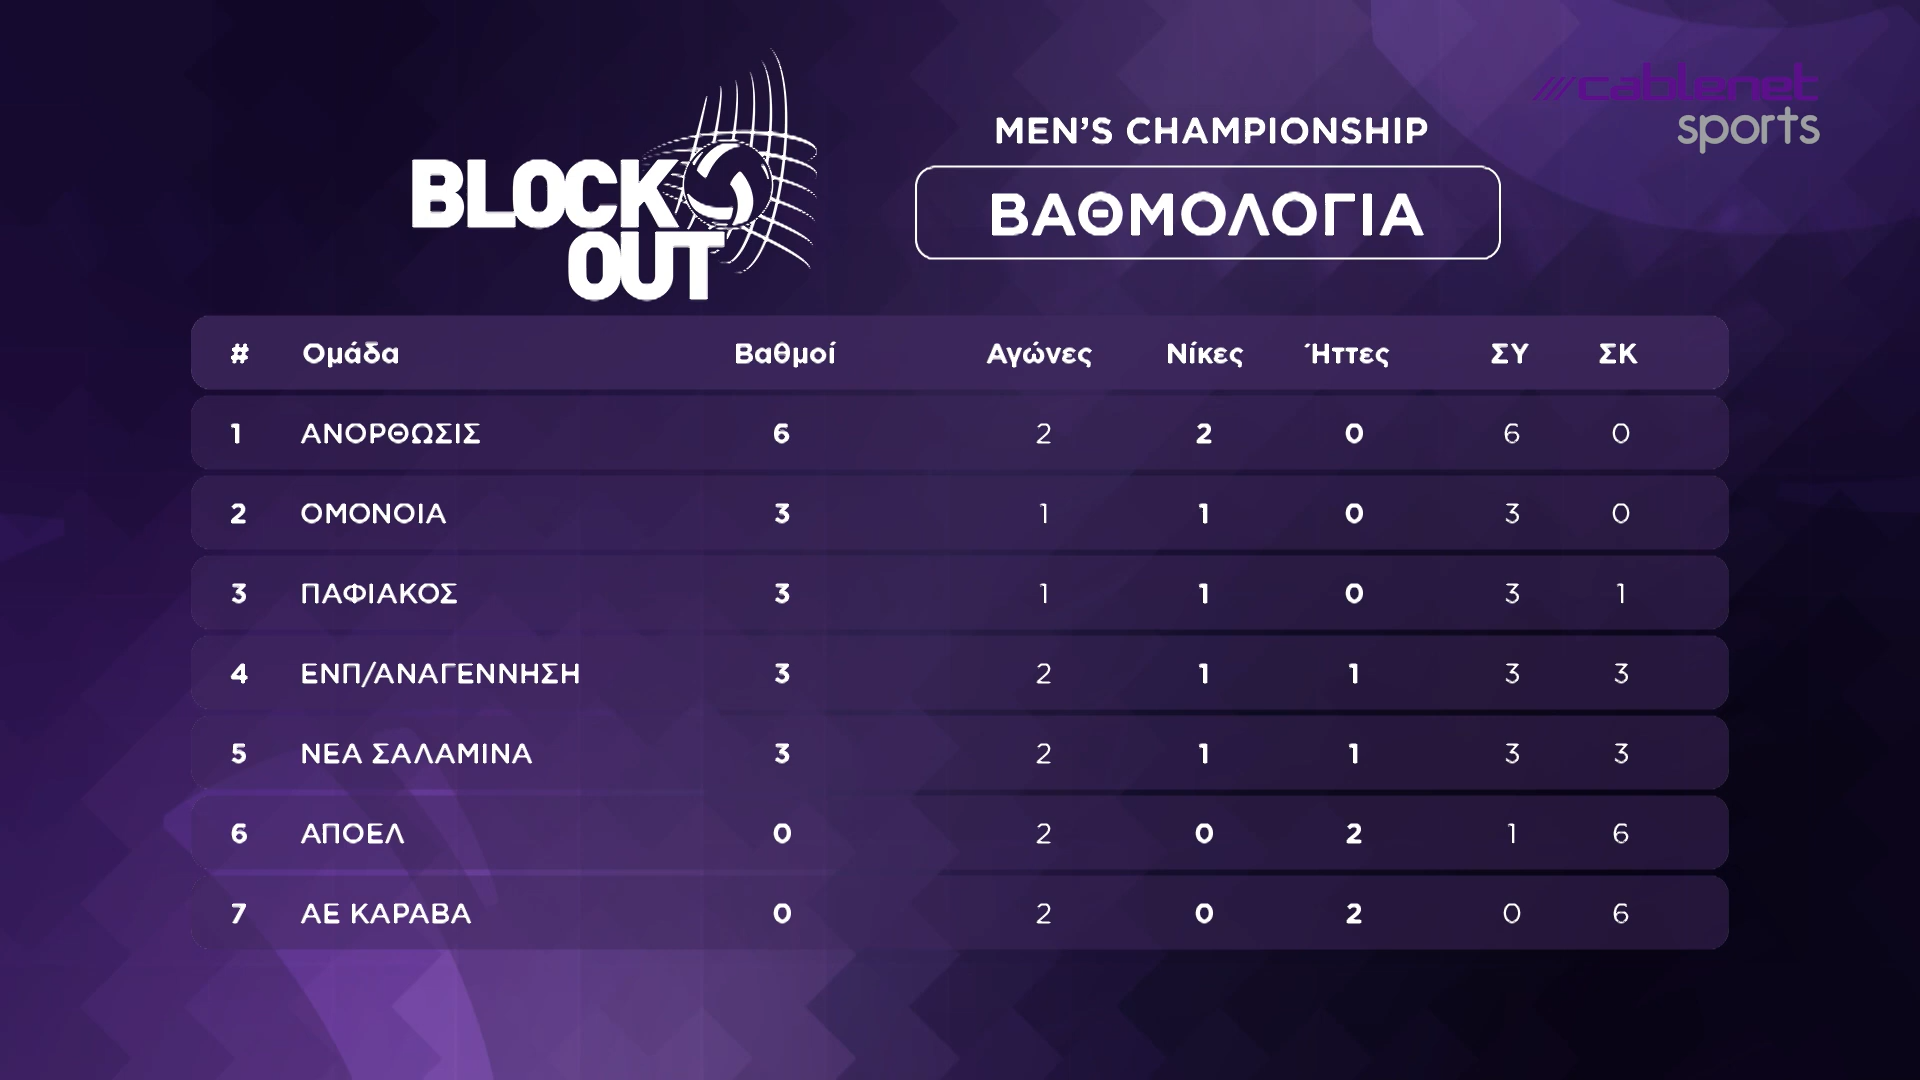 BLOCK
OUT
MEN'S CHAMPIONSHIP
ΒΑΘΜΟΛΟΓΙΑ
cablenet
sports
# Ομάδα Βαθμοί Αγώνες Νίκες Ήττες ΣΥ ΣΚ
1 ΑΝΟΡΘΩΣΙΣ 6 2 2 0 6 0
2 ΟΜΟΝΟΙΑ 3 1 1 0 3 0
3 ΠΑΦΙΑΚΟΣ 3 1 1 0 3 1
4 ΕΝΠ/ΑΝΑΓΕΝΝΗΣΗ 3 2 1 1 3 3
5 ΝΕΑ ΣΑΛΑΜΙΝΑ 3 2 1 1 3 3
6 ΑΠΟΕΛ 0 2 0 2 1 6
7 ΑΕ ΚΑΡΑΒΑ 0 2 0 2 0 6